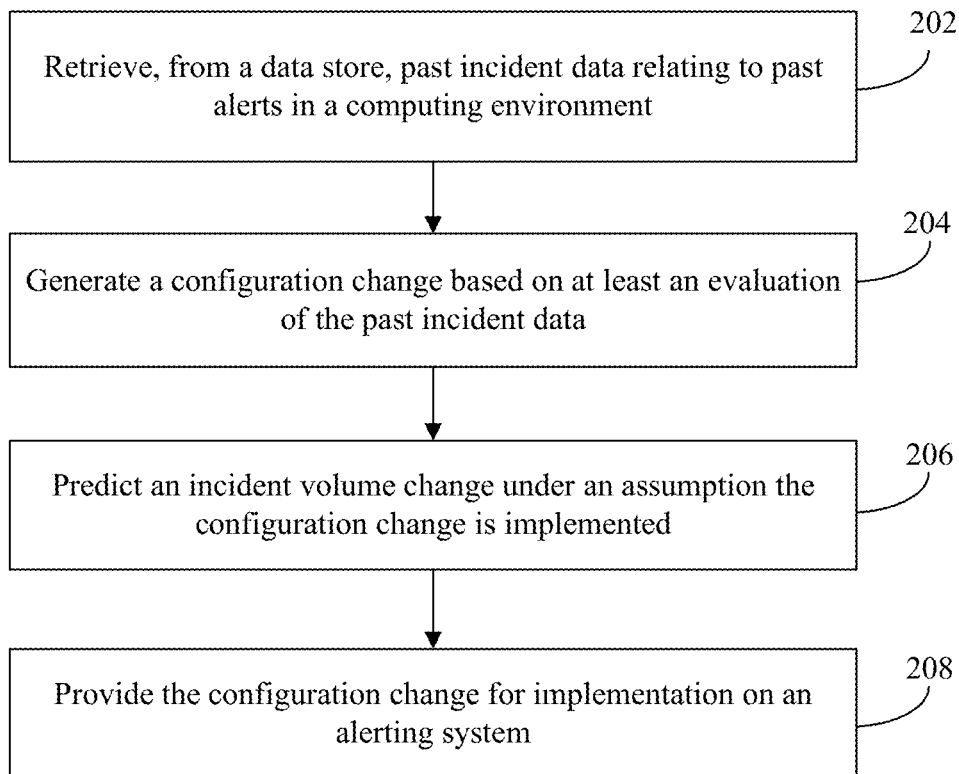 202
Retrieve, from a data store, past incident data relating to past
alerts in a computing environment
204
Generate a configuration change based on at least an evaluation
of the past incident data
206
Predict an incident volume change under an assumption the
configuration change is implemented
208
Provide the configuration change for implementation on an
alerting system